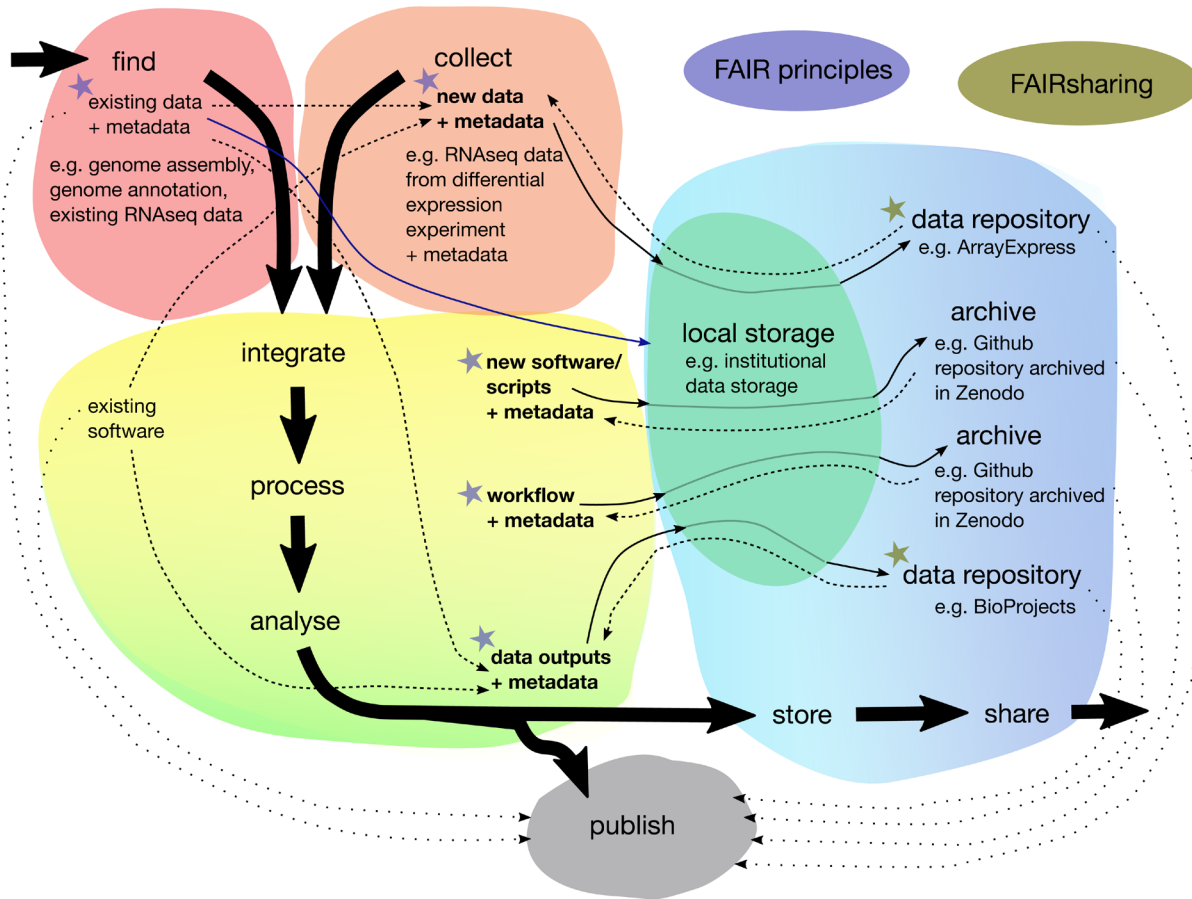 find
existing data
+ metadata
e.g. genome assembly,
genome annotation,
existing RNAseq data
collect
new data
+ metadata
e.g. RNAseq data
from differential
expression
experiment
+ metadata
FAIR principles
FAIRsharing
data repository
e.g. ArrayExpress
local storage
e.g. institutional
data storage
archive
e.g. Github
repository archived
in Zenodo
archive
e.g. Github
repository archived
in Zenodo
data repository
e.g. BioProjects
integrate
existing
software
process
analyse
new software/
scripts
+ metadata
workflow
+ metadata
data outputs
+ metadata
store
share
publish